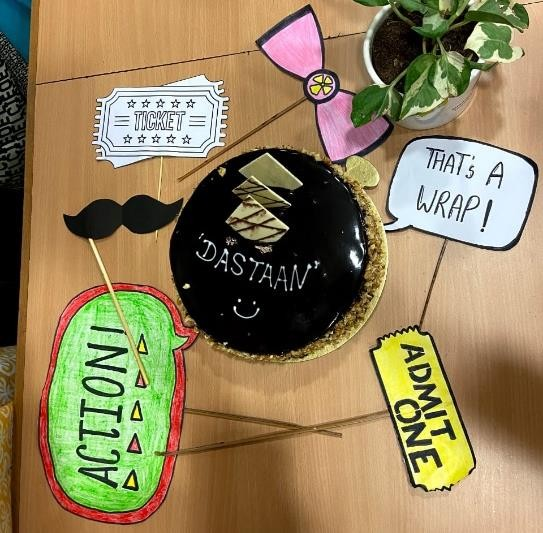 TICKET
THAT'S A
WRAP!
'DASTAAN'
ACTION!
ADMIT
ONE